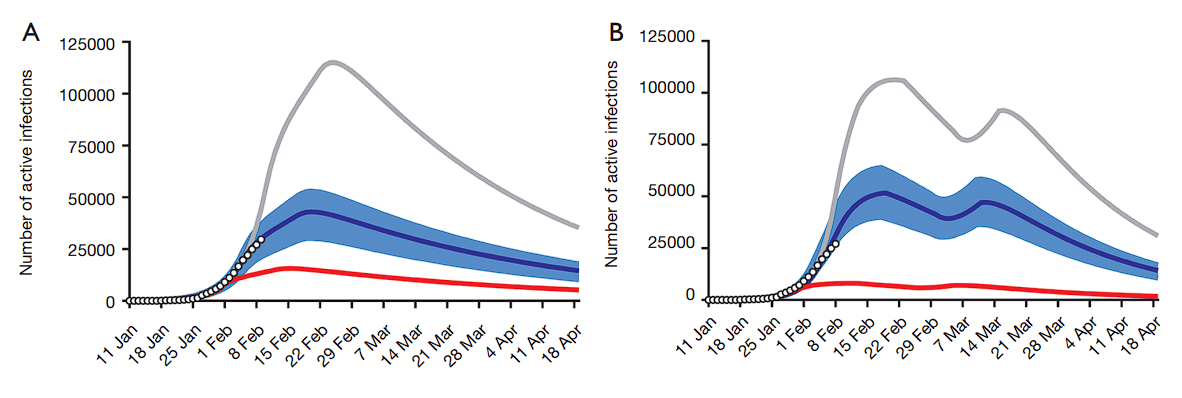 A
Number of active infections
125000
100000
75000
50000
25000
0
11 Jan
18 Jan
25 Jan
1 Feb
8 Feb
15 Feb
22 Feb
29 Feb
7 Mar
14 Mar
21 Mar
28 Mar
4 Apr
11 Apr
18 Apr
B
Number of active infections
125000
100000
75000
50000
25000
0
11 Jan
18 Jan
25 Jan
1 Feb
8 Feb
15 Feb
22 Feb
29 Feb
7 Mar
14 Mar
21 Mar
28 Mar
4 Apr
11 Apr
18 Apr